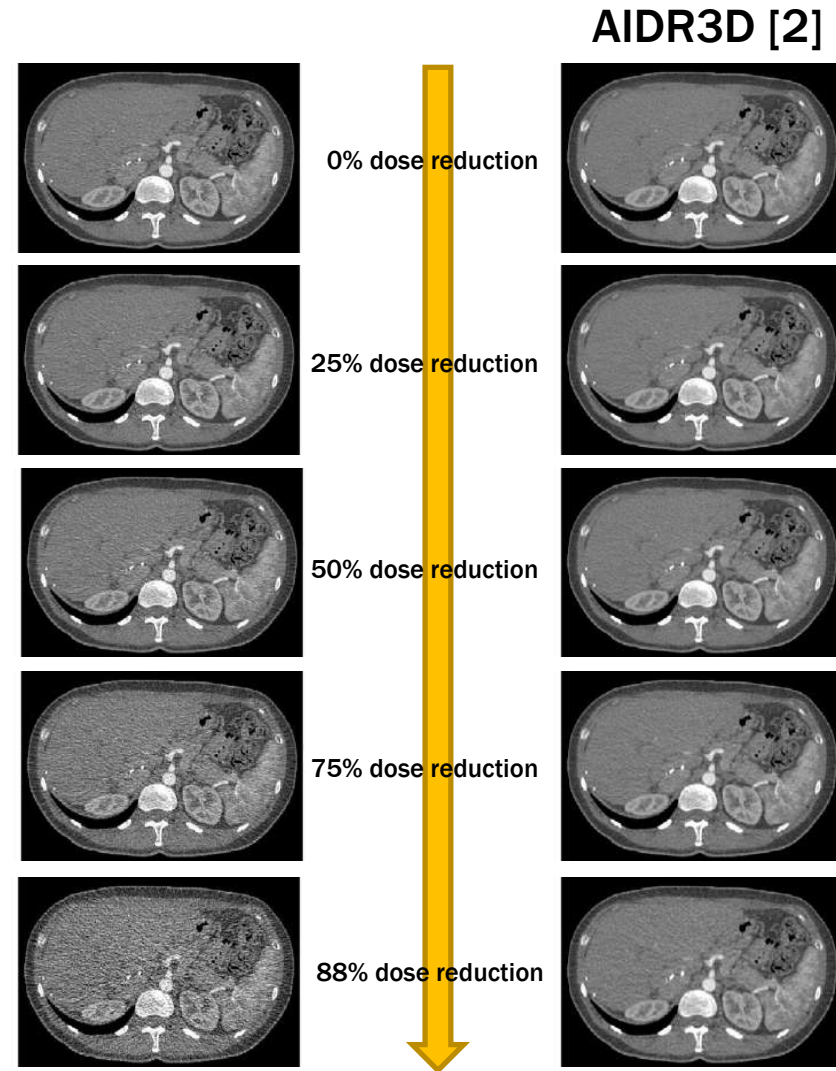 AIDR3D [2]
0% dose reduction
25% dose reduction
50% dose reduction
75% dose reduction
88% dose reduction